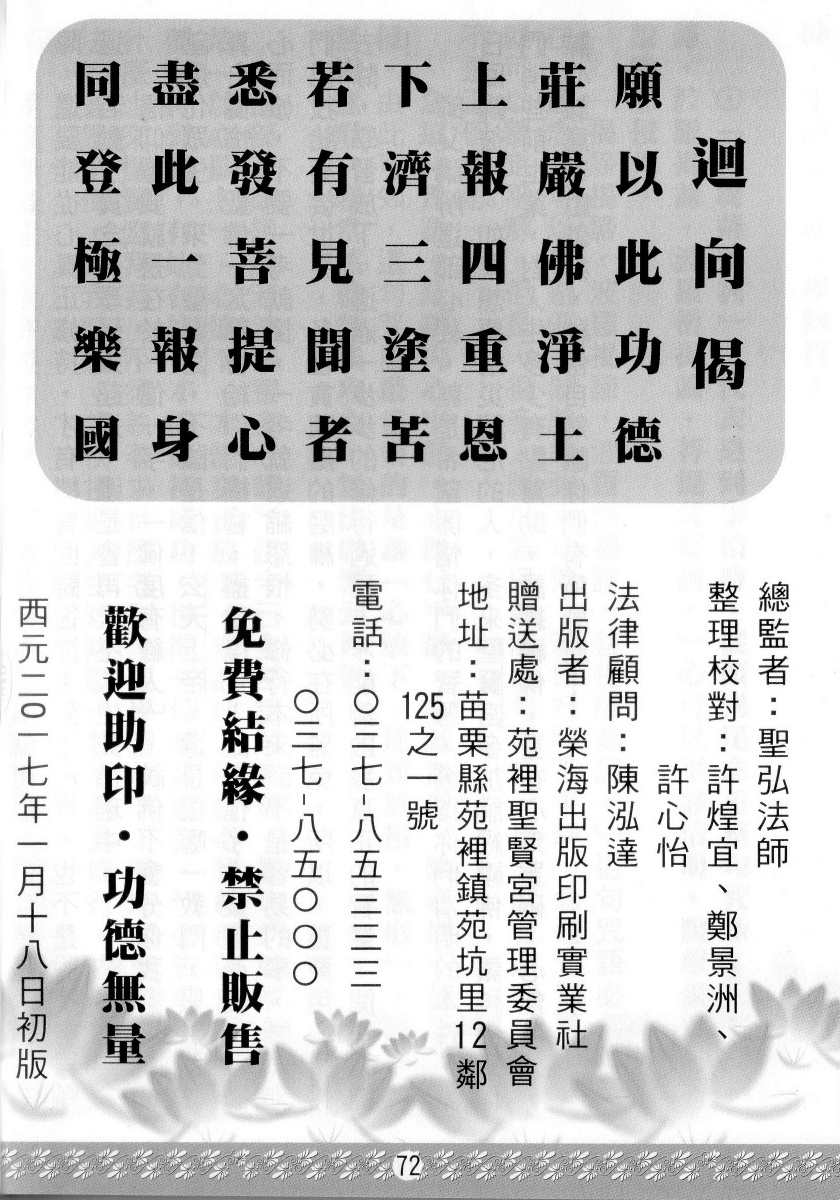 迴向偈
願以此功德
莊嚴佛淨土
上報四重恩
下濟三塗苦
若有見聞者
悉發菩提心
盡此一報身
同登極樂國
總監者：聖弘法師
整理校對：許煌宜、鄭景洲、
許心怡
法律顧問：陳泓達
出版者：榮海出版印刷實業社
贈送處：苑裡聖賢宮管理委員會
地址：苗栗縣苑裡鎮苑坑里12鄰
125之一號
電話：〇三七-八五一三三三
〇三七-八五〇〇〇〇
免費結緣·禁止販售
歡迎助印·功德無量
西元二〇一七年一月十八日初版
72